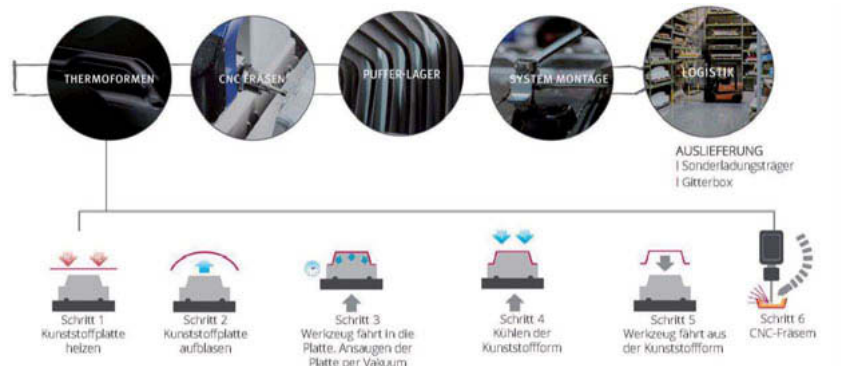 THERMOFORMEN
CNC FRÄSEN
PUFFER-LAGER
SYSTEM MONTAGE
LOGISTIK
AUSLIEFERUNG
| Sonderladungsträger
| Gitterbox
Schritt 1
Kunststoffplatte
heizen
Schritt 2
Kunststoffplatte
aufblasen
Schritt 3
Werkzeug fährt in die
Platte. Ansaugen der
Platte per Vakuum
Schritt 4
Kühlen der
Kunststoffform
Schritt 5
Werkzeug fährt aus
der Kunststoffform
Schritt 6
CNC-Fräsem